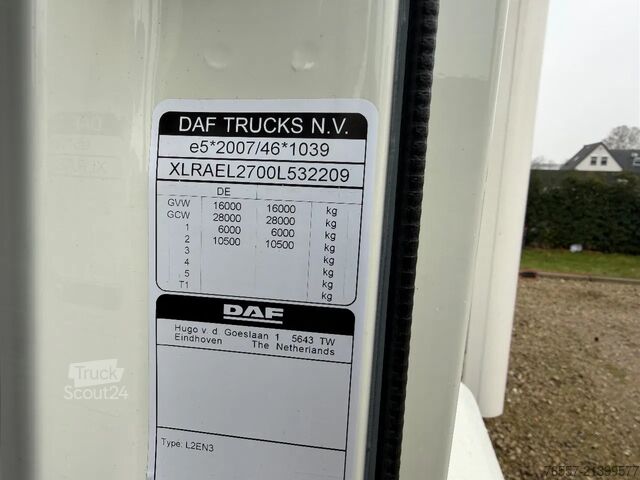 DAF TRUCKS N.V.
e5*2007/46*1039
XLRAEL2700L532209
DE
GVW 16000 16000 kg
GCW 28000 28000 kg
1 6000 6000 kg
2 10500 10500 kg
3 kg
4 kg
5 kg
T1 kg
DAF
Hugo v. d Goeslaan 1 5643 TW
Eindhoven The Netherlands
Type: L2EN3
Truck
Scout24
78557-21399577